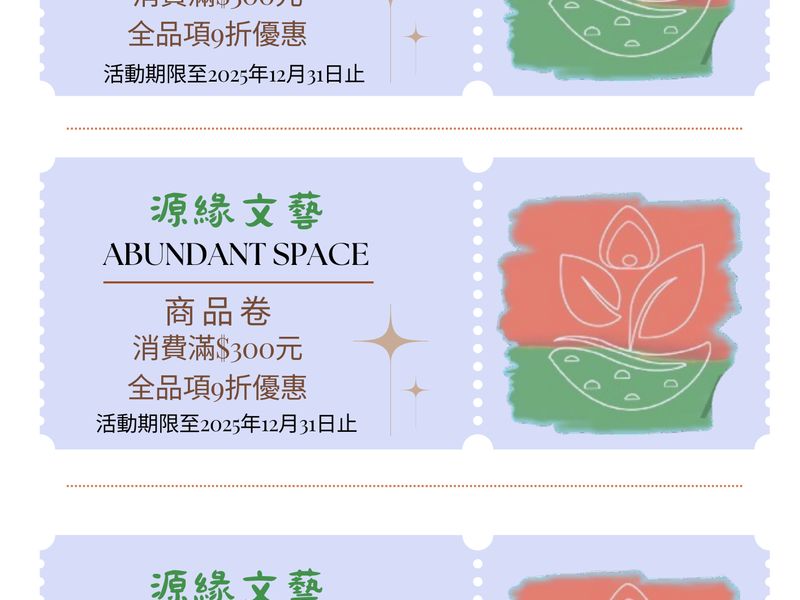 消費滿$300元
全品項9折優惠
活動期限至2025年12月31日止
源緣文藝
ABUNDANT SPACE
商品卷
消費滿$300元
全品項9折優惠
活動期限至2025年12月31日止
源緣文藝